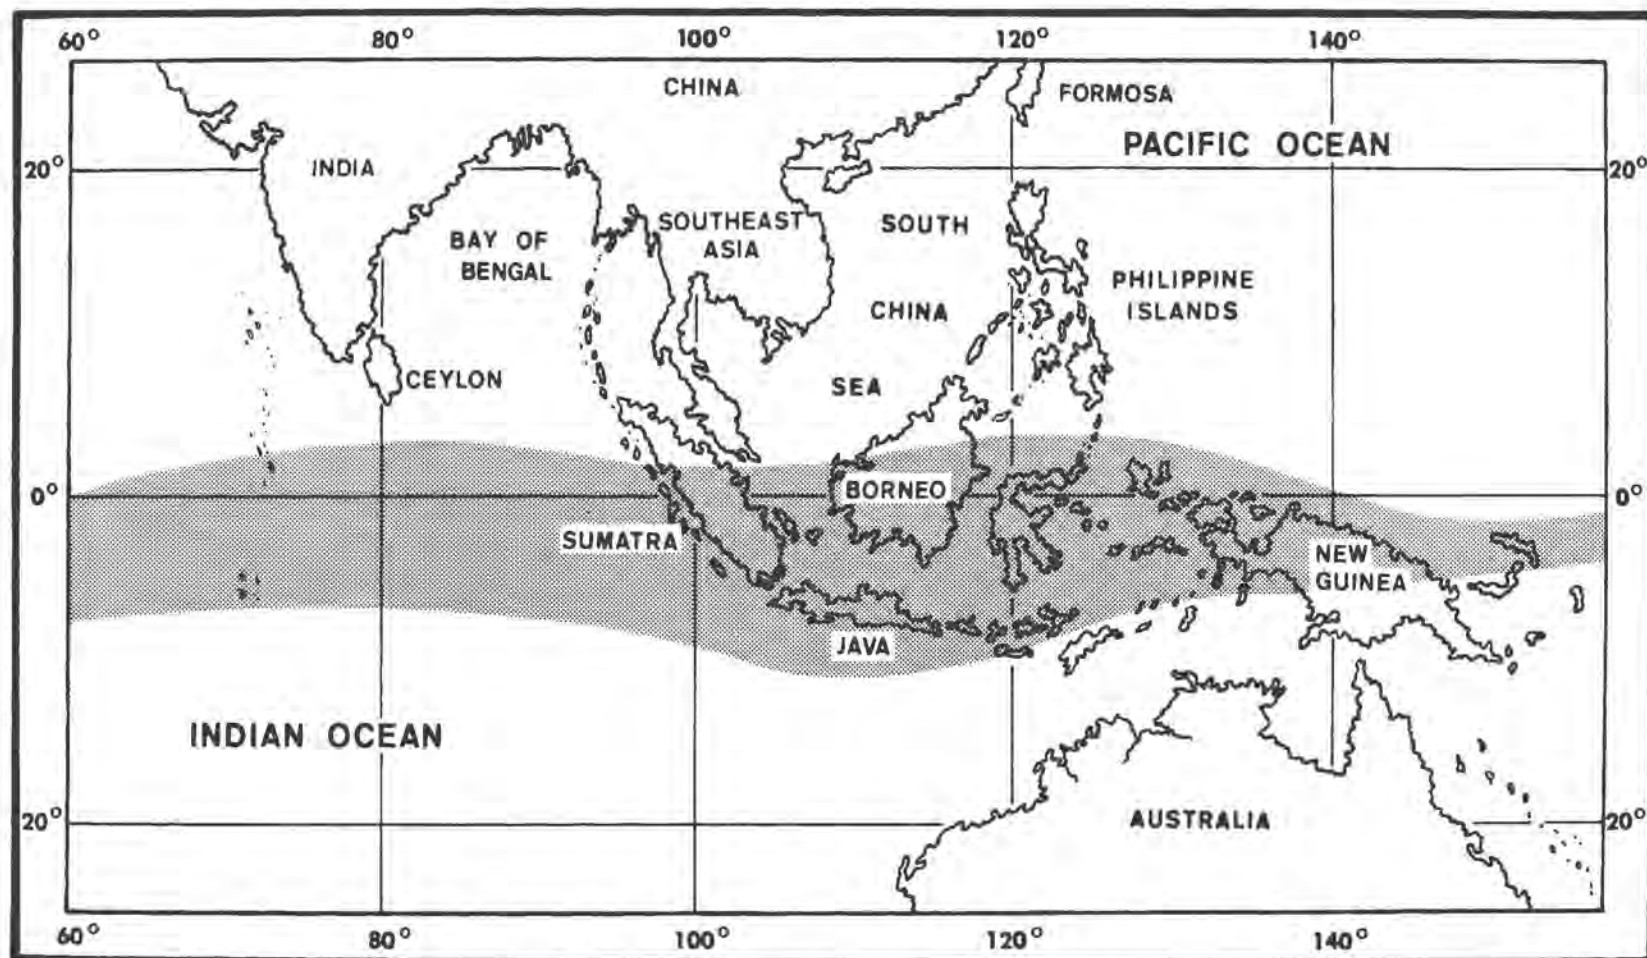 60° 80° 100° 120° 140°
CHINA
FORMOSA
PACIFIC OCEAN
20° INDIA 20°
SOUTHEAST
ASIA
SOUTH
BAY OF
BENGAL
PHILIPPINE
ISLANDS
CHINA
CEYLON
SEA
0° BORNEO 0°
SUMATRA
NEW
GUINEA
JAVA
INDIAN OCEAN
20° AUSTRALIA 20°
60° 80° 100° 120° 140°